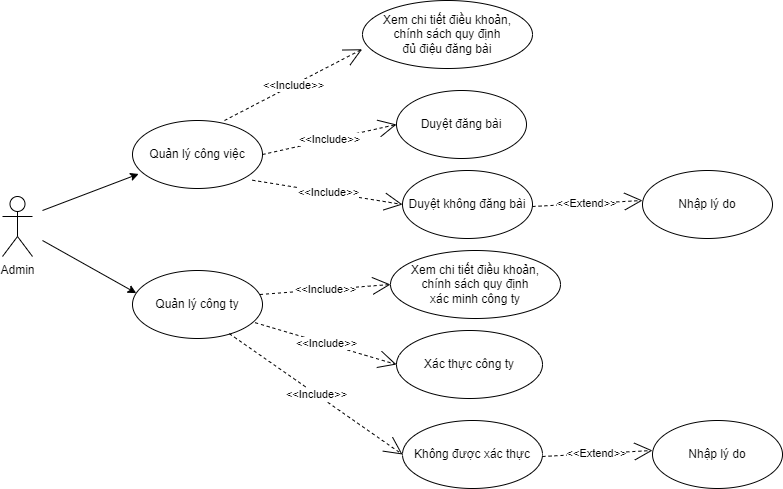 Xem chi tiết điều khoản,
chính sách quy định
đủ điệu đăng bài
<<Include>>
Duyệt đăng bài
<<Include>>
Quản lý công việc
<<Include>>
Duyệt không đăng bài
<<Extend>>
Nhập lý do
Admin
Xem chi tiết điều khoản,
chính sách quy định
xác minh công ty
<<Include>>
Quản lý công ty
<<Include>>
Xác thực công ty
<<Include>>
Không được xác thực
<<Extend>>
Nhập lý do